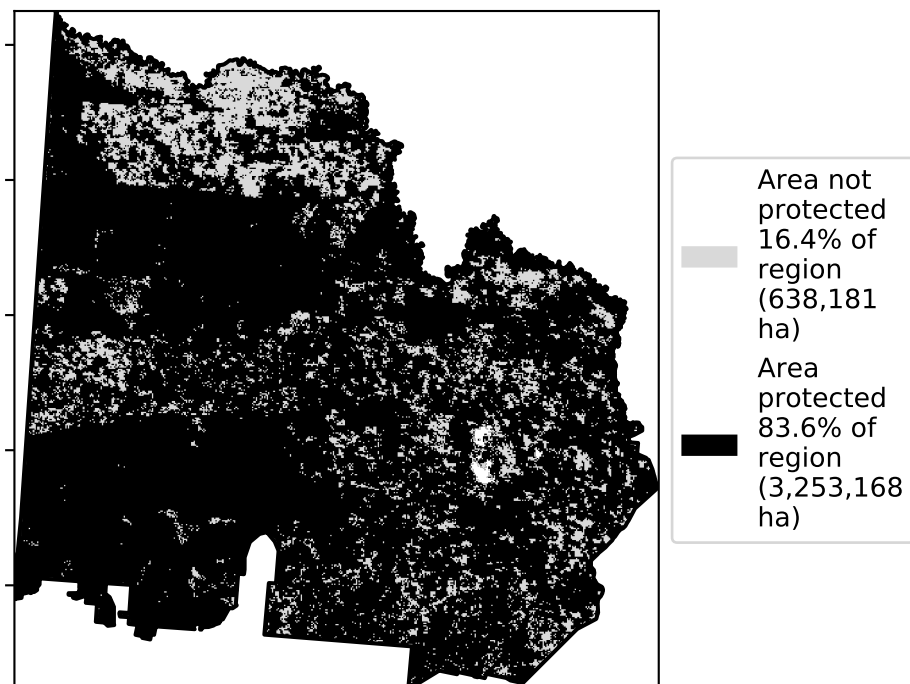 Area not
protected
16.4% of
region
(638,181
ha)
Area
protected
83.6% of
region
(3,253,168
ha)